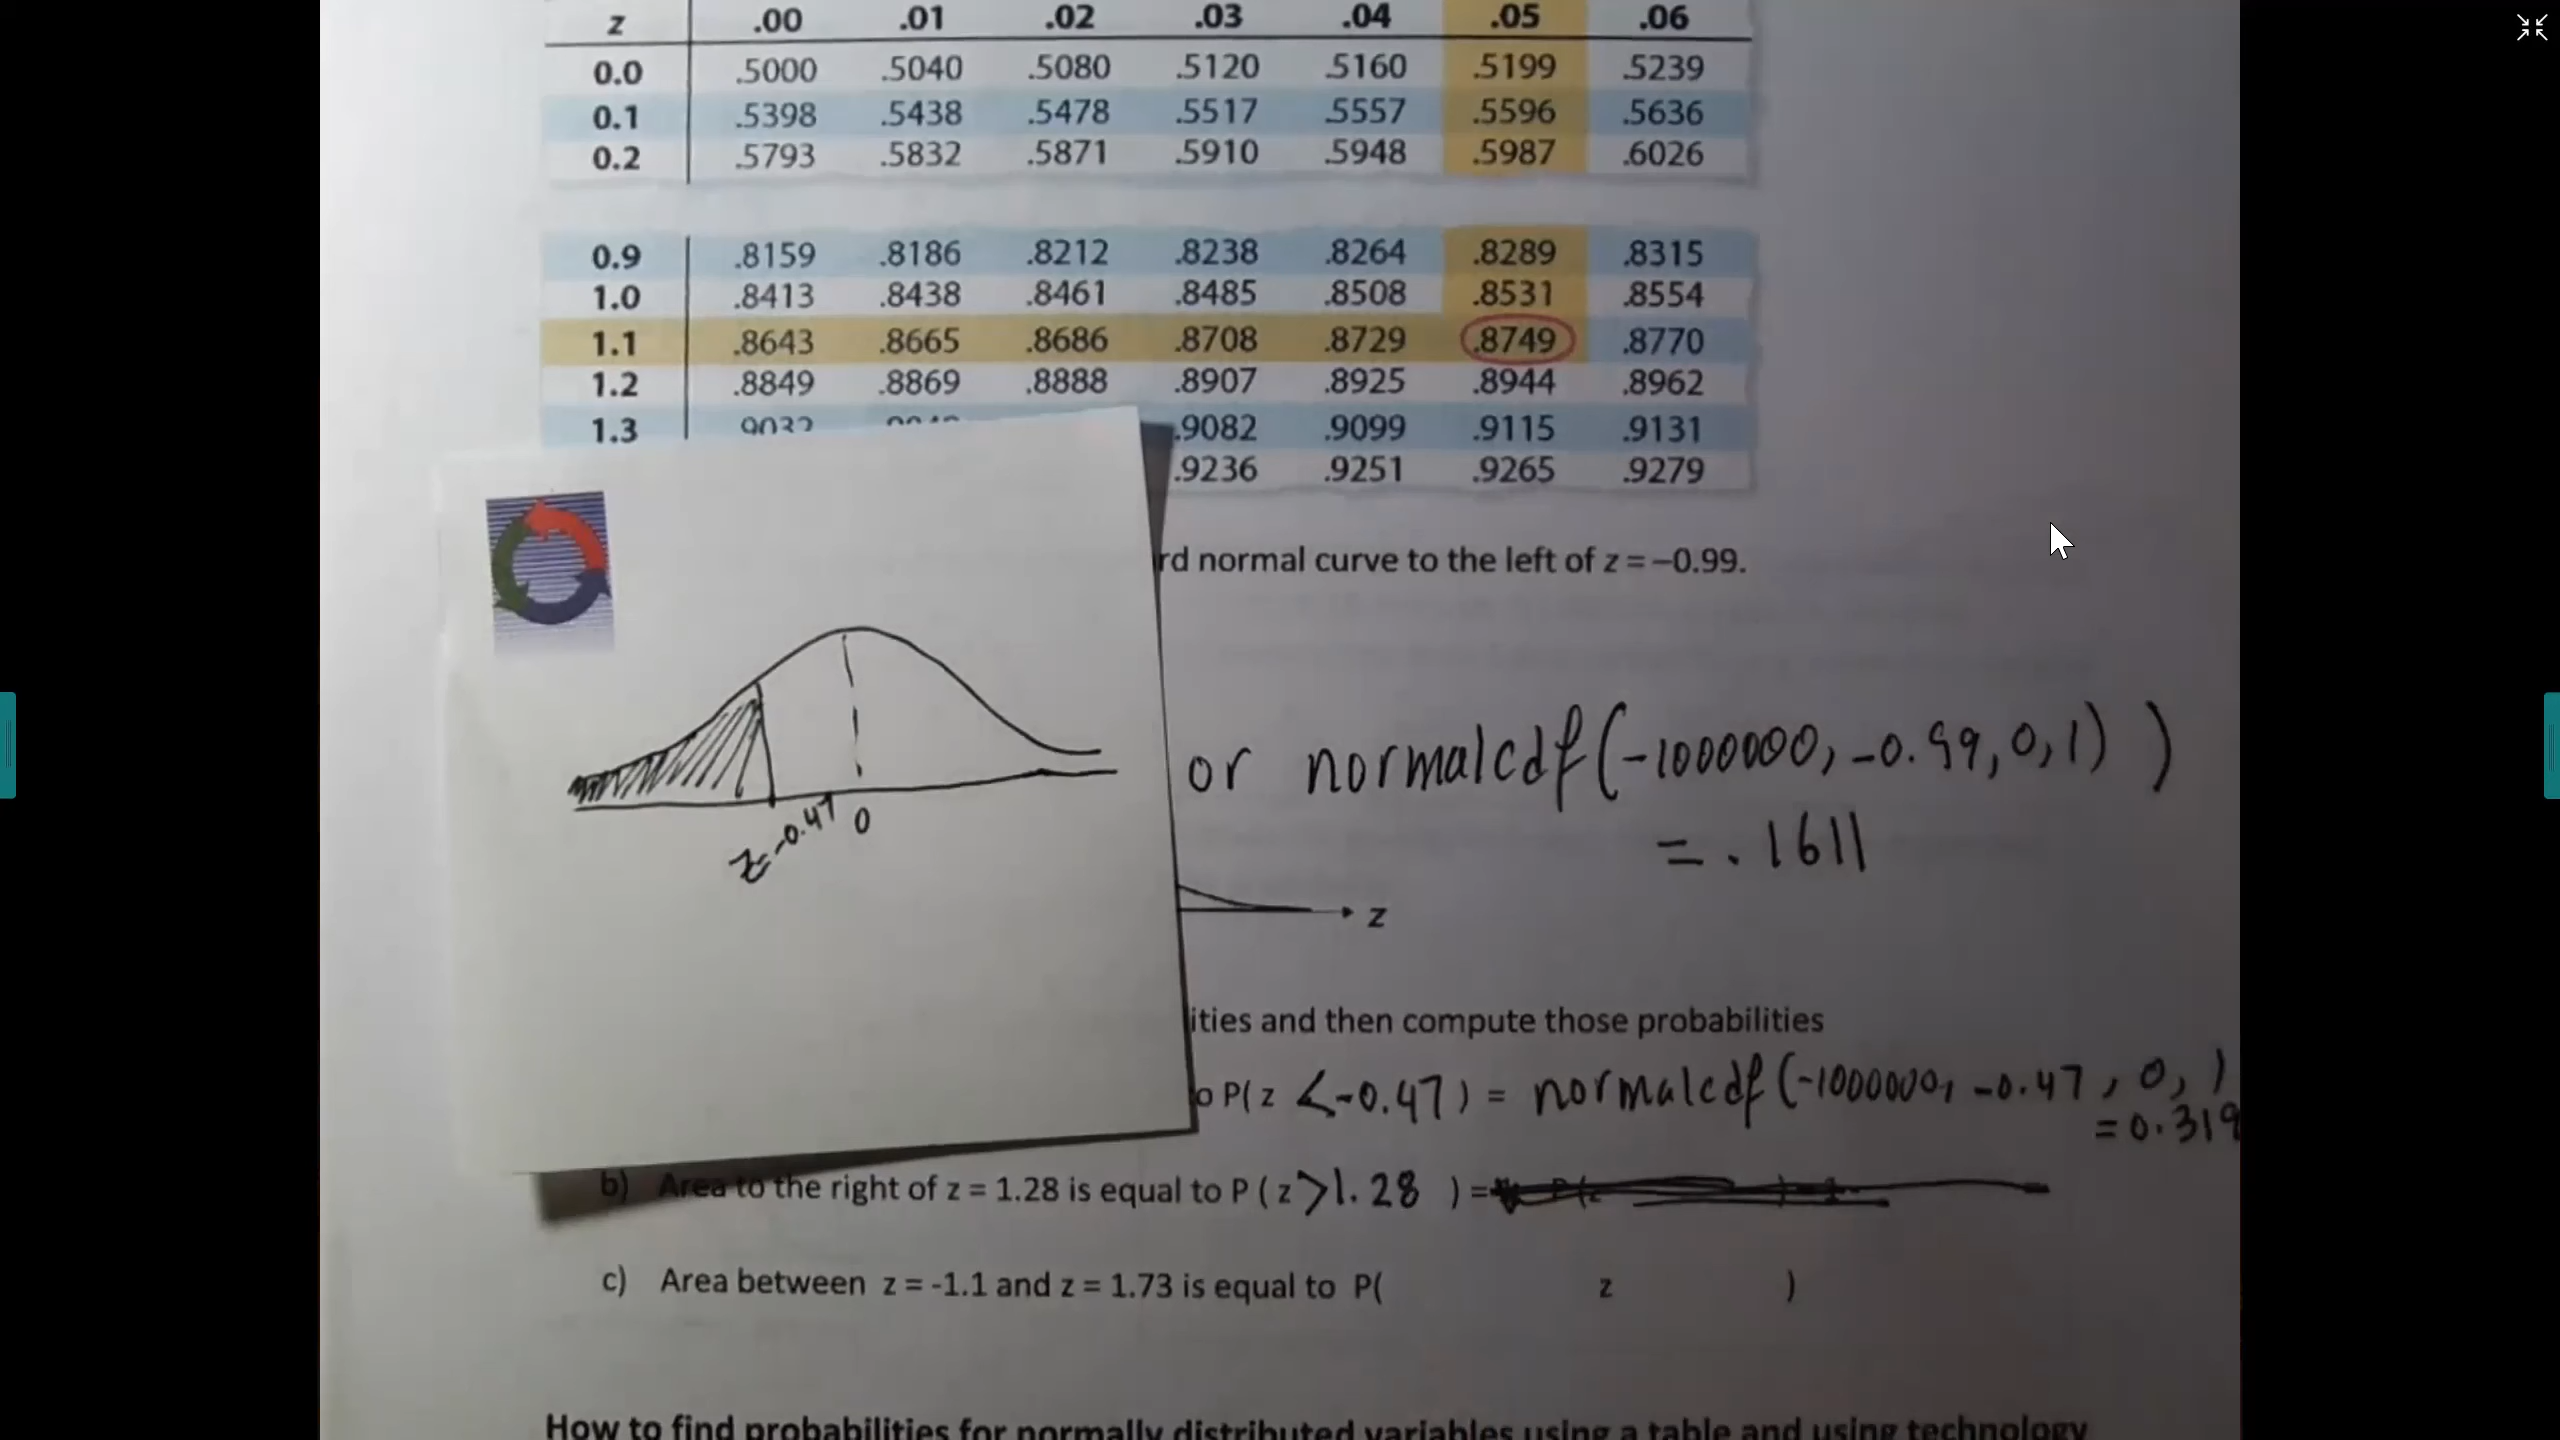 z .00 .01 .02 .03 .04 .05 .06
0.0 .5000 .5040 .5080 .5120 .5160 .5199 .5239
0.1 .5398 .5438 .5478 .5517 .5557 .5596 .5636
0.2 .5793 .5832 .5871 .5910 .5948 .5987 .6026
0.9 .8159 .8186 .8212 .8238 .8264 .8289 .8315
1.0 .8413 .8438 .8461 .8485 .8508 .8531 .8554
1.1 .8643 .8665 .8686 .8708 .8729 .8749 .8770
1.2 .8849 .8869 .8888 .8907 .8925 .8944 .8962
1.3 .9032 .9082 .9099 .9115 .9131
.9236 .9251 .9265 .9279
rd normal curve to the left of z = −0.99.
or normalcdf(-1000000, -0.99, 0, 1) )
= .1611
z=-0.47 0
z
ities and then compute those probabilities
o P( z <-0.47 ) = normalcdf(-1000000, -0.47, 0, 1
= 0.319
b) Area to the right of z = 1.28 is equal to P ( z >1.28 ) =
c) Area between z = -1.1 and z = 1.73 is equal to P( z )
How to find probabilities for normally distributed variables using a table and using technology